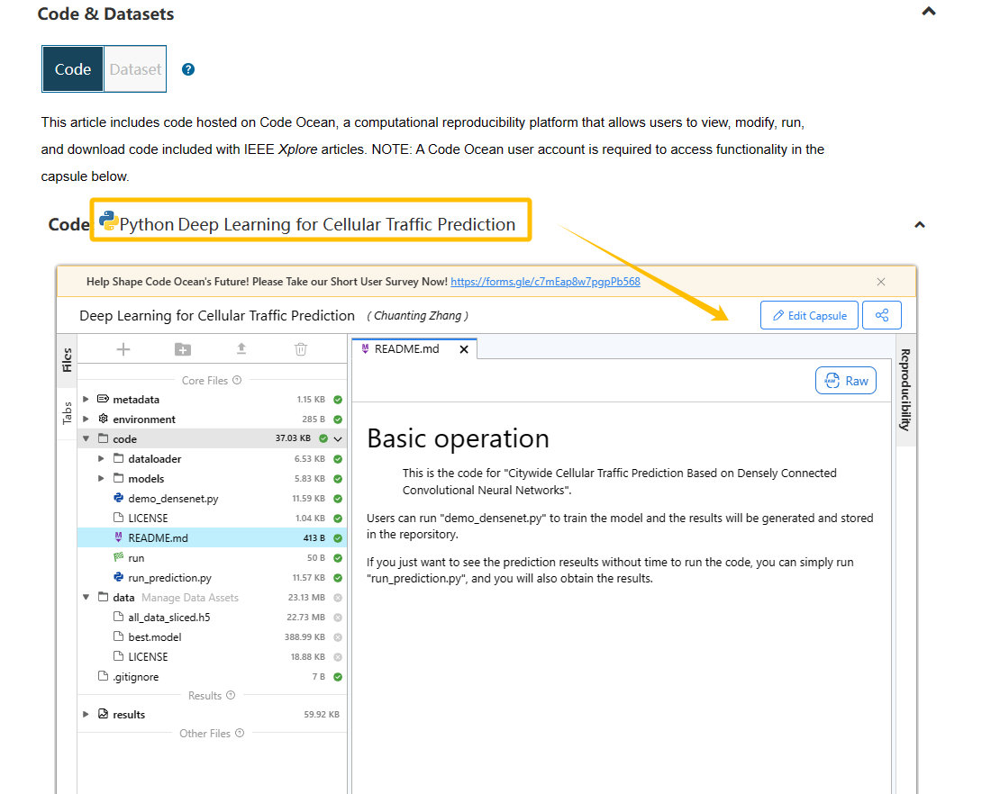 Code & Datasets
Code Dataset ?
This article includes code hosted on Code Ocean, a computational reproducibility platform that allows users to view, modify, run,
and download code included with IEEE Xplore articles. NOTE: A Code Ocean user account is required to access functionality in the
capsule below.
Code Python Deep Learning for Cellular Traffic Prediction
Help Shape Code Ocean's Future! Please Take our Short User Survey Now! https://forms.gle/c7mEap8w7pgpPb568
Deep Learning for Cellular Traffic Prediction ( Chuanting Zhang )
Edit Capsule
Files
Tabs
Core Files
metadata 1.15 KB
environment 285 B
code 37.03 KB
dataloader 6.53 KB
models 5.83 KB
demo_densenet.py 11.59 KB
LICENSE 1.04 KB
README.md 413 B
run 50 B
run_prediction.py 11.57 KB
data Manage Data Assets 23.13 MB
all_data_sliced.h5 22.73 MB
best.model 388.99 KB
LICENSE 18.88 KB
.gitignore 7 B
Results
results 59.92 KB
Other Files
README.md
RAW Raw
Basic operation
This is the code for "Citywide Cellular Traffic Prediction Based on Densely Connected
Convolutional Neural Networks".
Users can run "demo_densenet.py" to train the model and the results will be generated and stored
in the reporsitory.
If you just want to see the prediction reseults without time to run the code, you can simply run
"run_prediction.py", and you will also obtain the results.
Reproducibility